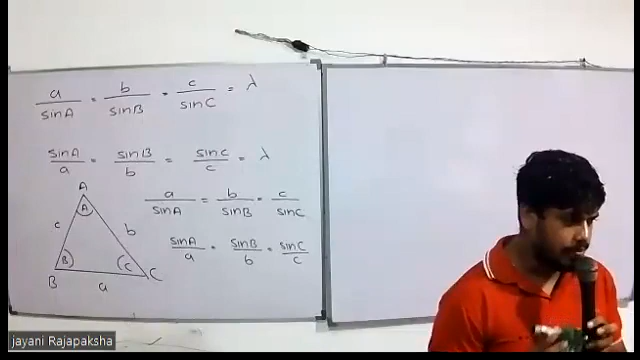 a/sinA = b/sinB = c/sinC = λ
sinA/a = sinB/b = sinC/c = λ
A
A
c
b
B
C
B
C
a
a/sinA = b/sinB = c/sinC
sinA/a = sinB/b = sinC/c
jayani Rajapaksha